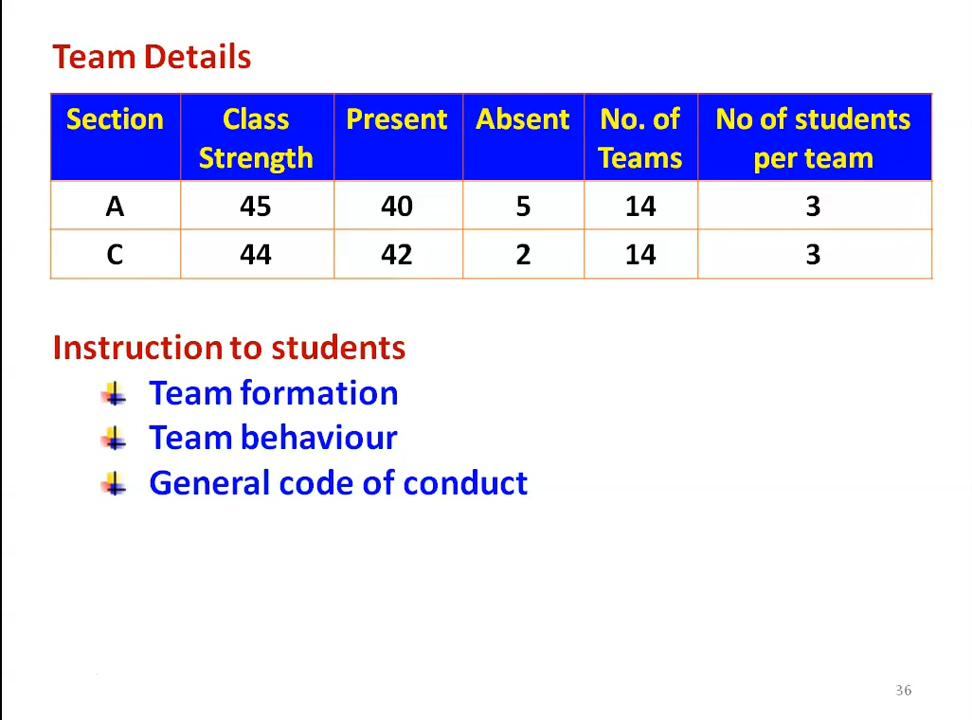 Team Details
Section Class Strength Present Absent No. of Teams No of students per team
A 45 40 5 14 3
C 44 42 2 14 3
Instruction to students
Team formation
Team behaviour
General code of conduct
36